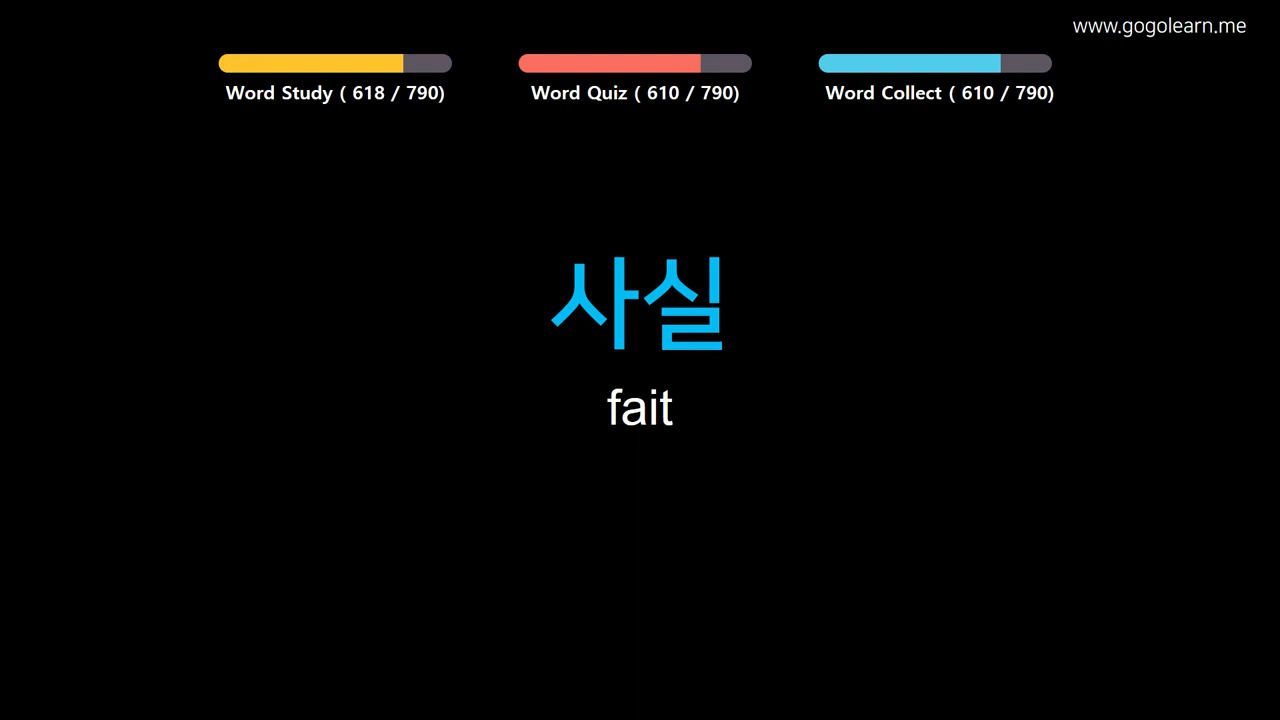 www.gogolearn.me
Word Study ( 618 / 790)
Word Quiz ( 610 / 790)
Word Collect ( 610 / 790)
사실
fait